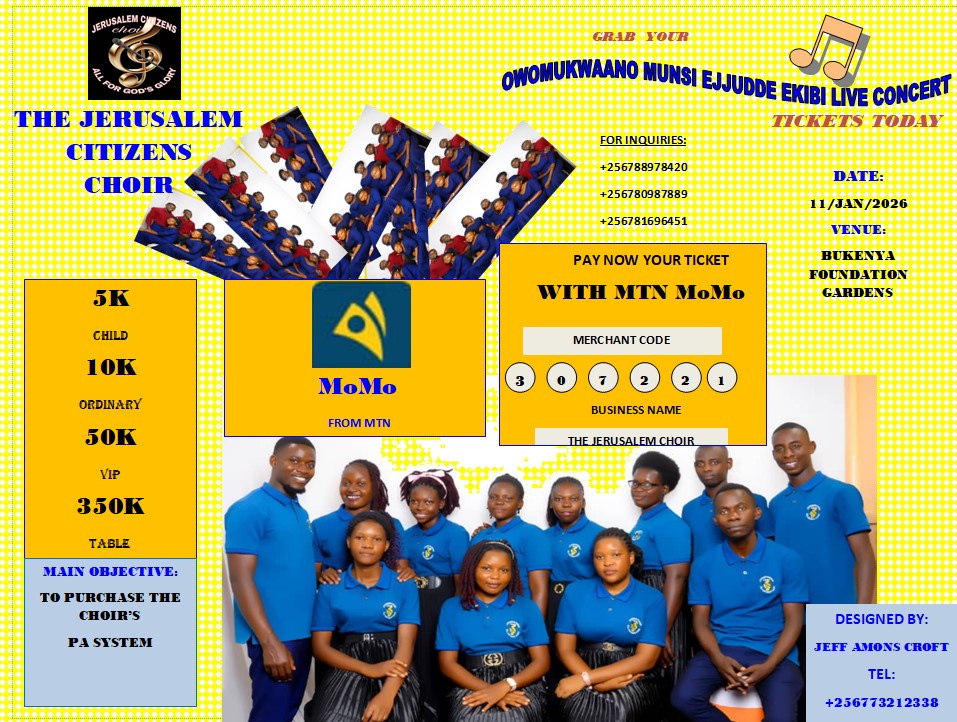 JERUSALEM CITIZENS
choir
ALL FOR GOD'S GLORY
THE JERUSALEM
CITIZENS
CHOIR
GRAB YOUR
OWOMUKWAANO MUNSI EJJUDDE EKIBI LIVE CONCERT
TICKETS TODAY
FOR INQUIRIES:
+256788978420
+256780987889
+256781696451
DATE:
11/JAN/2026
VENUE:
BUKENYA
FOUNDATION
GARDENS
5K
CHILD
10K
ORDINARY
50K
VIP
350K
TABLE
MAIN OBJECTIVE:
TO PURCHASE THE
CHOIR'S
PA SYSTEM
MoMo
FROM MTN
PAY NOW YOUR TICKET
WITH MTN MoMo
MERCHANT CODE
3 0 7 2 2 1
BUSINESS NAME
THE JERUSALEM CHOIR
DESIGNED BY:
JEFF AMONS CROFT
TEL:
+256773212338